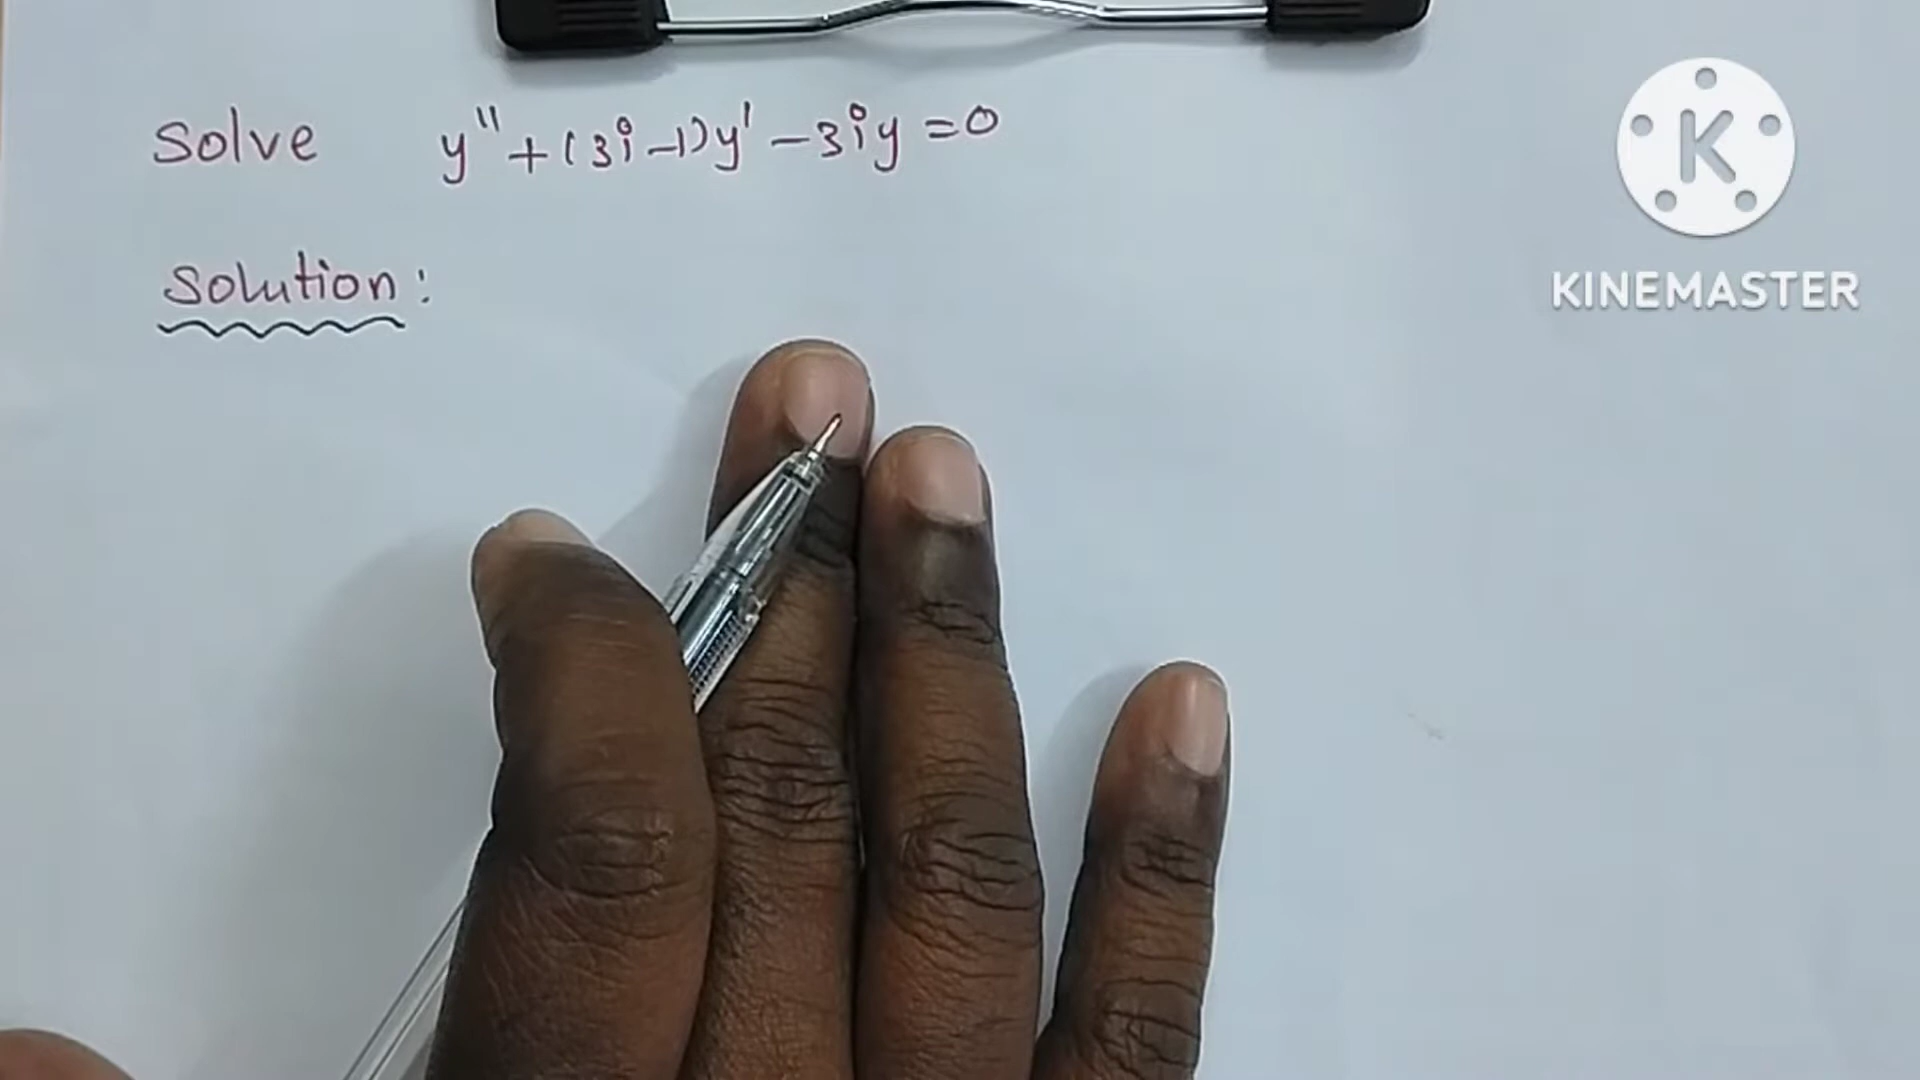 Solve y'' + (3i-1)y' - 3iy = 0
Solution:
K
KINEMASTER